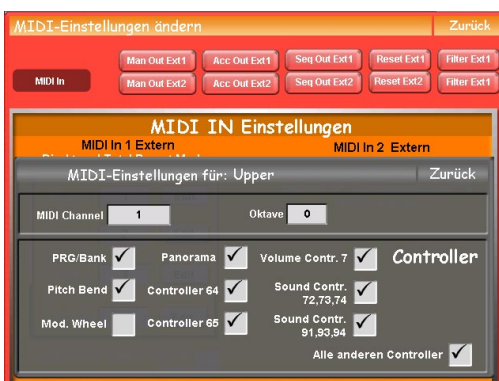 MIDI-Einstellungen ändern Zurück
Man Out Ext1 Acc Out Ext1 Seq Out Ext1 Reset Ext1 Filter Ext1
MIDI In Man Out Ext2 Acc Out Ext2 Seq Out Ext2 Reset Ext2 Filter Ext1
MIDI IN Einstellungen
MIDI In 1 Extern MIDI In 2 Extern
MIDI-Einstellungen für: Upper Zurück
MIDI Channel 1 Oktave 0
PRG/Bank Panorama Volume Contr. 7 Controller
Pitch Bend Controller 64 Sound Contr. 72,73,74
Mod. Wheel Controller 65 Sound Contr. 91,93,94
Alle anderen Controller